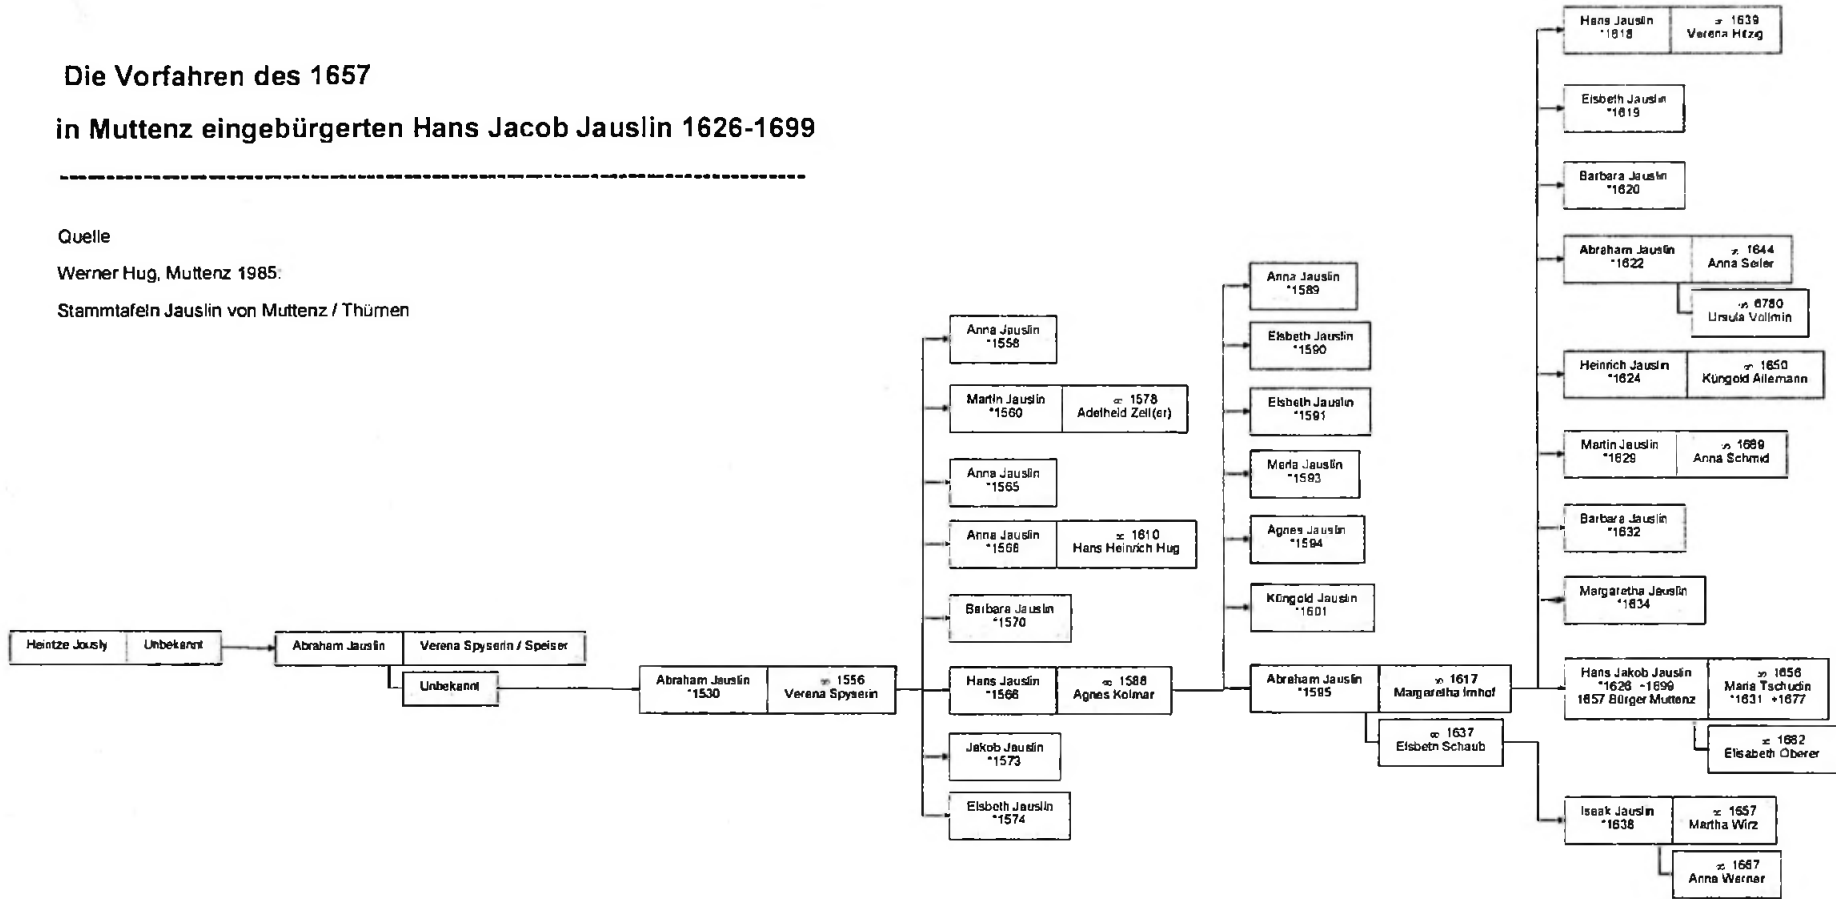 Die Vorfahren des 1657
in Muttenz eingebürgerten Hans Jacob Jauslin 1626-1699
Quelle
Werner Hug, Muttenz 1985:
Stammtafeln Jauslin von Muttenz / Thürnen
Heintze Jously
Unbekannt
Abraham Jauslin
Verena Spyserin / Speiser
Unbekannt
Abraham Jauslin
*1530
∞ 1556
Verena Spyserin
Anna Jauslin
*1558
Martin Jauslin
*1560
∞ 1578
Adelheid Zell(er)
Anna Jauslin
*1565
Anna Jauslin
*1568
∞ 1610
Hans Heinrich Hug
Barbara Jauslin
*1570
Hans Jauslin
*1566
∞ 1588
Agnes Kolmar
Jakob Jauslin
*1573
Elsbeth Jauslin
*1574
Anna Jauslin
*1589
Elsbeth Jauslin
*1590
Elsbeth Jauslin
*1591
Maria Jauslin
*1593
Agnes Jauslin
*1594
Küngold Jauslin
*1601
Abraham Jauslin
*1595
∞ 1617
Margaretha Imhof
∞ 1637
Elsbeth Schaub
Hans Jauslin
*1618
∞ 1639
Verena Hitzig
Elsbeth Jauslin
*1619
Barbara Jauslin
*1620
Abraham Jauslin
*1622
∞ 1644
Anna Seiler
∞ 6780
Ursula Vollmin
Heinrich Jauslin
*1624
∞ 1650
Küngold Allemann
Martin Jauslin
*1629
∞ 1689
Anna Schmid
Barbara Jauslin
*1632
Margaretha Jauslin
*1634
Hans Jakob Jauslin
*1626 -1699
1657 Bürger Muttenz
∞ 1656
Maria Tschudin
*1631 +1677
∞ 1682
Elisabeth Oberer
Isaak Jauslin
*1638
∞ 1657
Martha Wirz
∞ 1667
Anna Werner